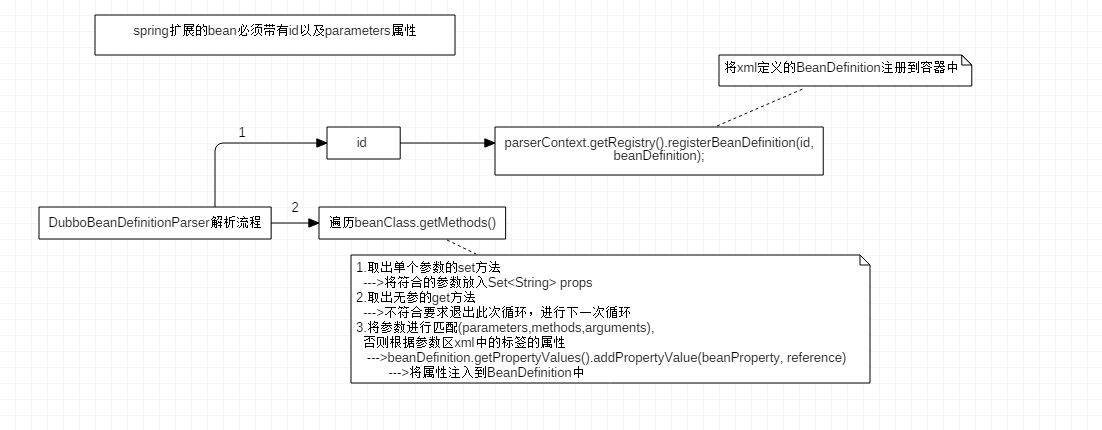 spring扩展的bean必须带有id以及parameters属性
将xml定义的BeanDefinition注册到容器中
1
id
parserContext.getRegistry().registerBeanDefinition(id,
beanDefinition);
DubboBeanDefinitionParser解析流程
2
遍历beanClass.getMethods()
1.取出单个参数的set方法
--->将符合的参数放入Set<String> props
2.取出无参的get方法
--->不符合要求退出此次循环，进行下一次循环
3.将参数进行匹配(parameters,methods,arguments),
否则根据参数区xml中的标签的属性
--->beanDefinition.getPropertyValues().addPropertyValue(beanProperty, reference)
--->将属性注入到BeanDefinition中